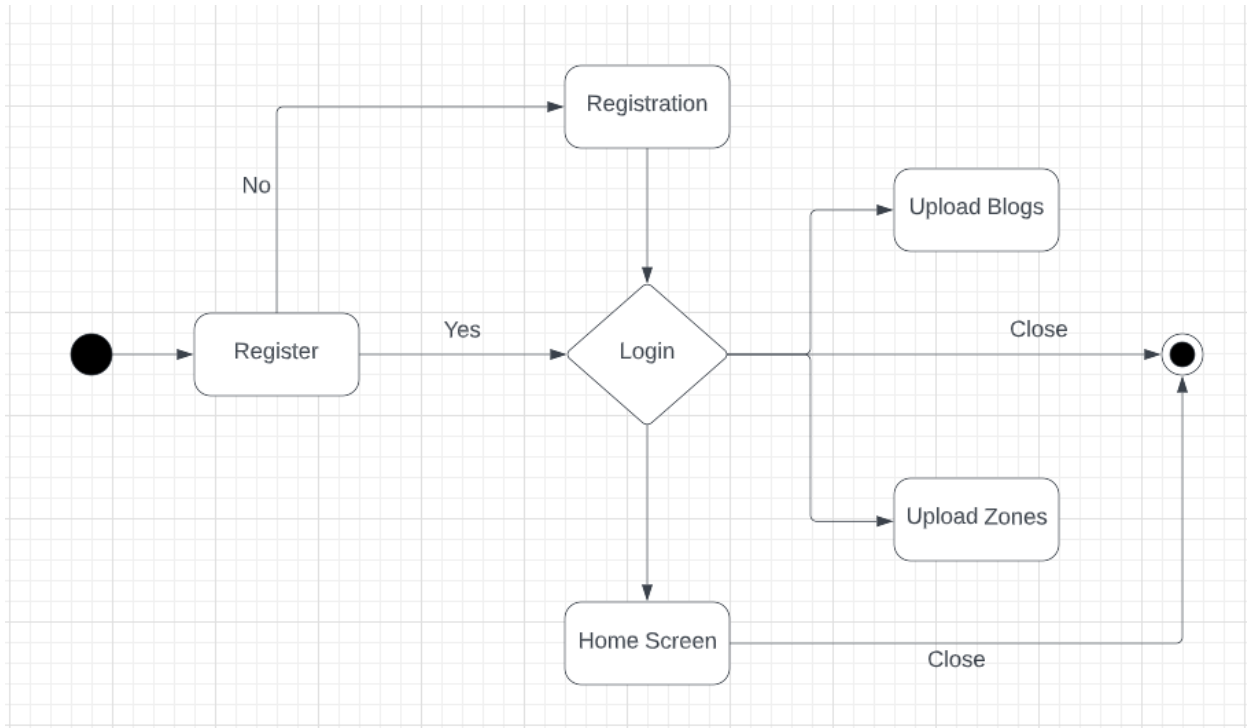 Registration
No
Upload Blogs
Yes
Close
Register
Login
Upload Zones
Home Screen
Close